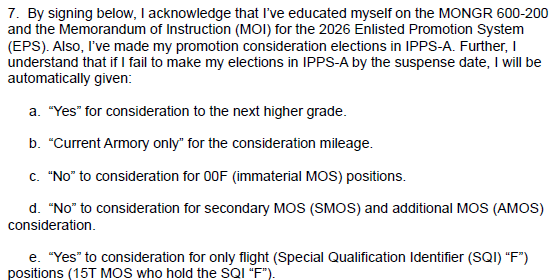 7.  By signing below, I acknowledge that I’ve educated myself on the MONGR 600-200
and the Memorandum of Instruction (MOI) for the 2026 Enlisted Promotion System
(EPS). Also, I’ve made my promotion consideration elections in IPPS-A. Further, I
understand that if I fail to make my elections in IPPS-A by the suspense date, I will be
automatically given:
a.  “Yes” for consideration to the next higher grade.
b.  “Current Armory only” for the consideration mileage.
c.  “No” to consideration for 00F (immaterial MOS) positions.
d.  “No” to consideration for secondary MOS (SMOS) and additional MOS (AMOS)
consideration.
e.  “Yes” to consideration for only flight (Special Qualification Identifier (SQI) “F”)
positions (15T MOS who hold the SQI “F”).